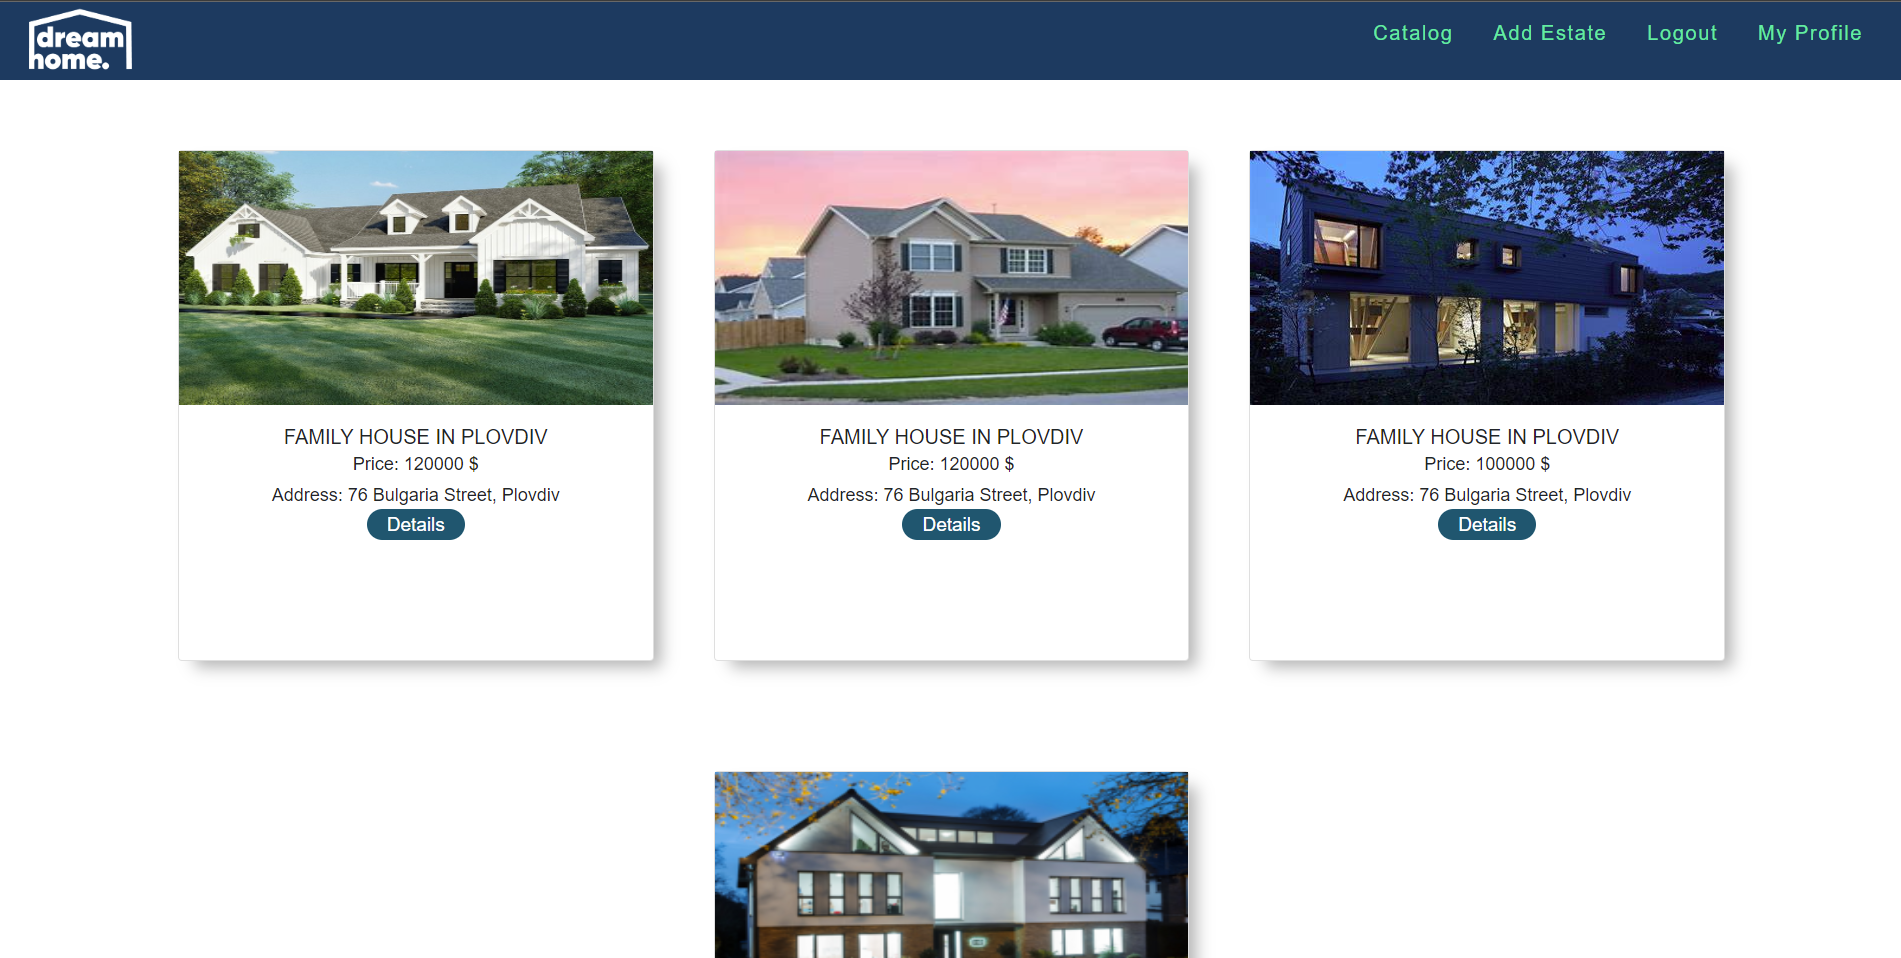 dream
home.
Catalog Add Estate Logout My Profile
FAMILY HOUSE IN PLOVDIV
Price: 120000 $
Address: 76 Bulgaria Street, Plovdiv
Details
FAMILY HOUSE IN PLOVDIV
Price: 120000 $
Address: 76 Bulgaria Street, Plovdiv
Details
FAMILY HOUSE IN PLOVDIV
Price: 100000 $
Address: 76 Bulgaria Street, Plovdiv
Details